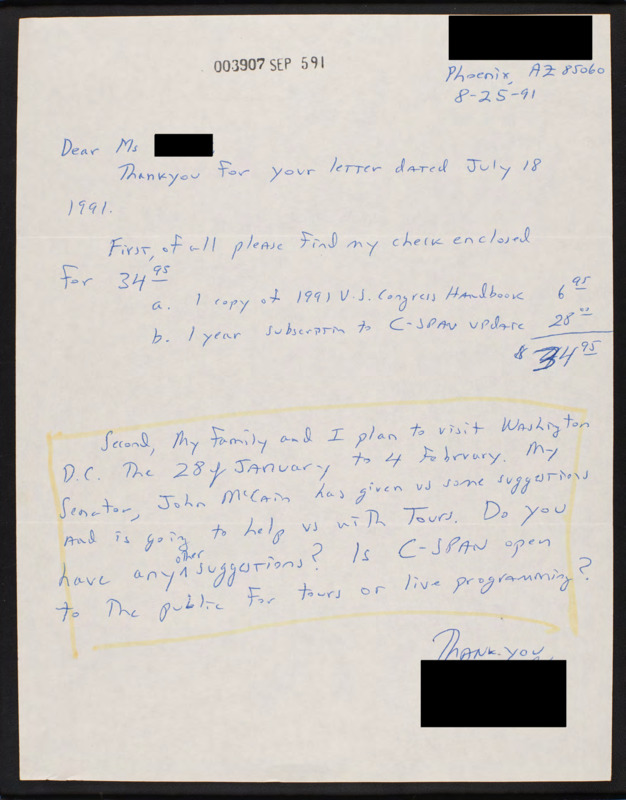 003907 SEP 591
Phoenix, AZ 85060
8-25-91
Dear Ms
Thankyou for your letter dated July 18
1991.
First, of all please find my check enclosed
for 34 95
a. 1 copy of 1991 U.S. Congress Handbook 6 95
b. 1 year subscription to C-SPAN update 28 00
$ 34 95
Second, My family and I plan to visit Washington
D.C. The 28 of January to 4 February. My
Senator, John McCain has given us some suggestions
and is going to help us with Tours. Do you
have any other suggestions? Is C-SPAN open
to the public for tours or live programming?
Thank-you,